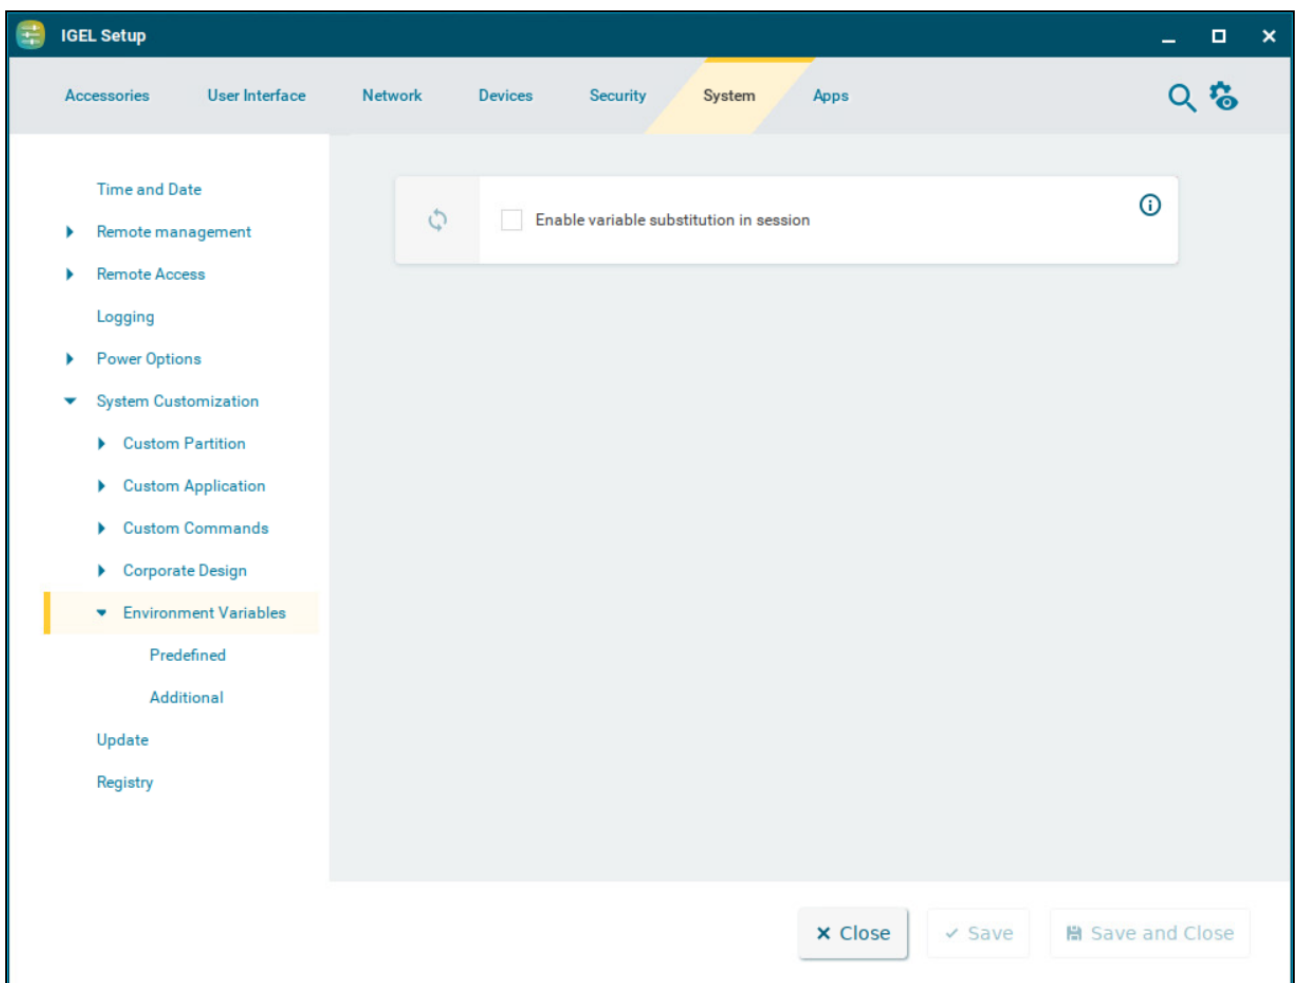 IGEL Setup
Accessories User Interface Network Devices Security System Apps
Time and Date
Remote management
Remote Access
Logging
Power Options
System Customization
Custom Partition
Custom Application
Custom Commands
Corporate Design
Environment Variables
Predefined
Additional
Update
Registry
Enable variable substitution in session
Close Save Save and Close